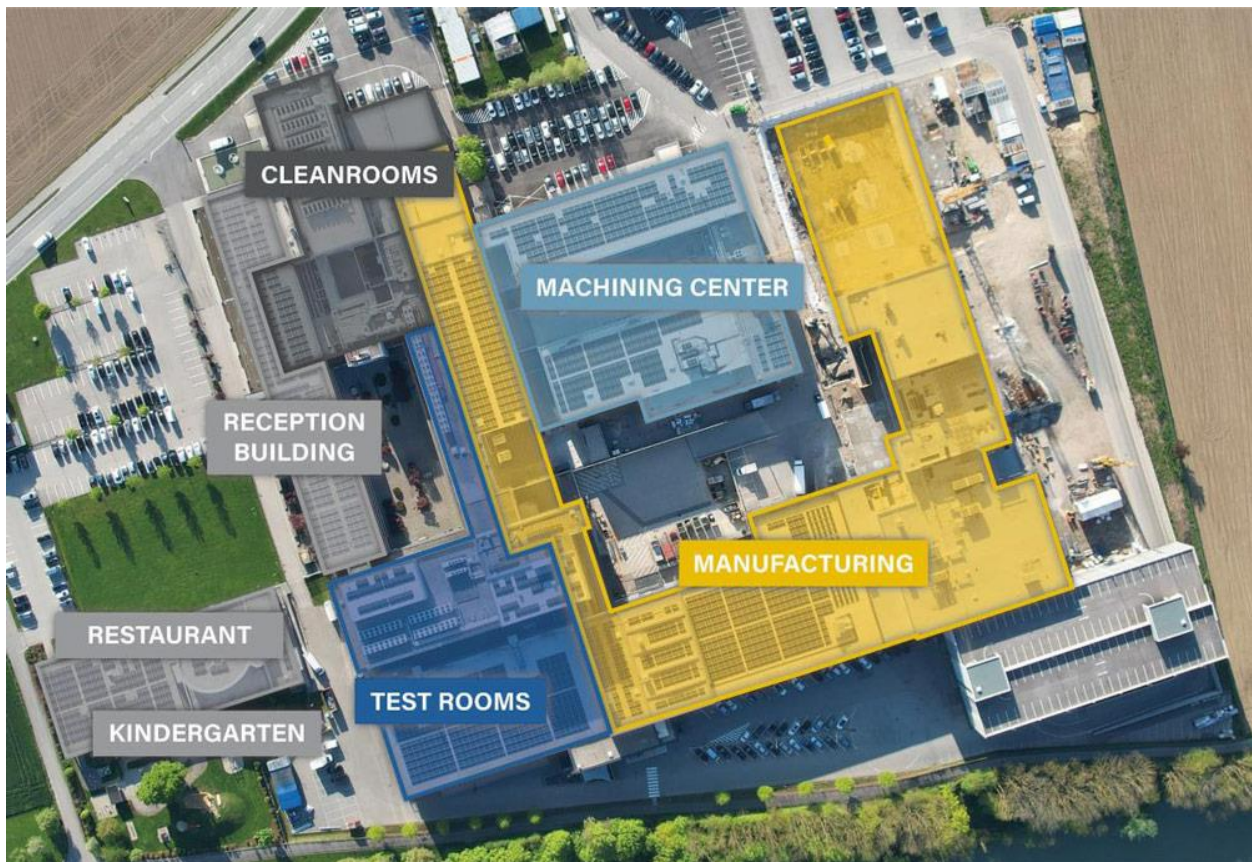 CLEANROOMS
MACHINING CENTER
RECEPTION
BUILDING
MANUFACTURING
RESTAURANT
TEST ROOMS
KINDERGARTEN